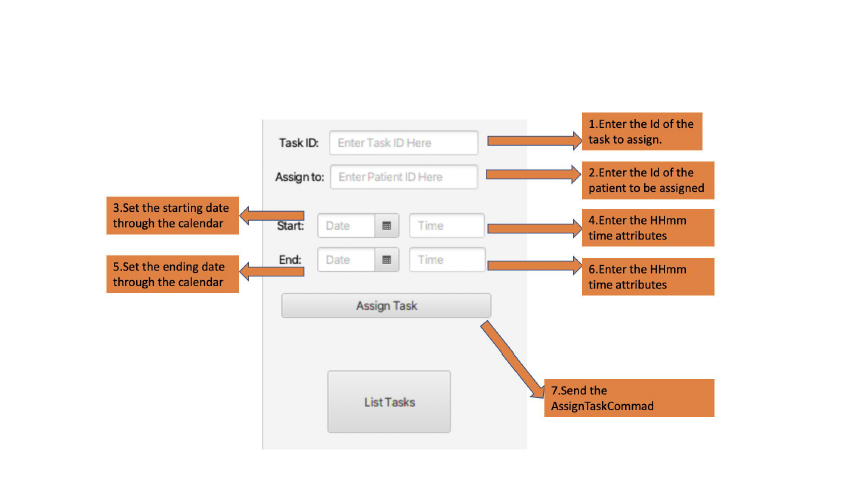 1.Enter the Id of the
task to assign.
Task ID:
Enter Task ID Here
2.Enter the Id of the
patient to be assigned
Assign to:
Enter Patient ID Here
3.Set the starting date
through the calendar
Start:
Date
Time
4.Enter the HHmm
time attributes
5.Set the ending date
through the calendar
End:
Date
Time
6.Enter the HHmm
time attributes
Assign Task
7.Send the
AssignTaskCommad
List Tasks